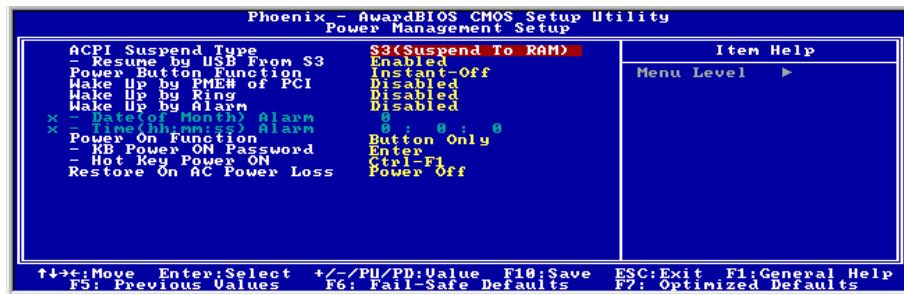 Phoenix - AwardBIOS CMOS Setup Utility
Power Management Setup
ACPI Suspend Type S3(Suspend To RAM)
- Resume by USB From S3 Enabled
Power Button Function Instant-Off
Wake Up by PME# of PCI Disabled
Wake Up by Ring Disabled
Wake Up by Alarm Disabled
x - Date(of Month) Alarm 0
x - Time(hh:mm:ss) Alarm 0 : 0 : 0
Power On Function Button Only
- KB Power ON Password Enter
- Hot Key Power ON Ctrl-F1
Restore On AC Power Loss Power Off
Item Help
Menu Level ►
↑↓→←:Move Enter:Select +/-/PU/PD:Value F10:Save ESC:Exit F1:General Help
F5: Previous Values F6: Fail-Safe Defaults F7: Optimized Defaults